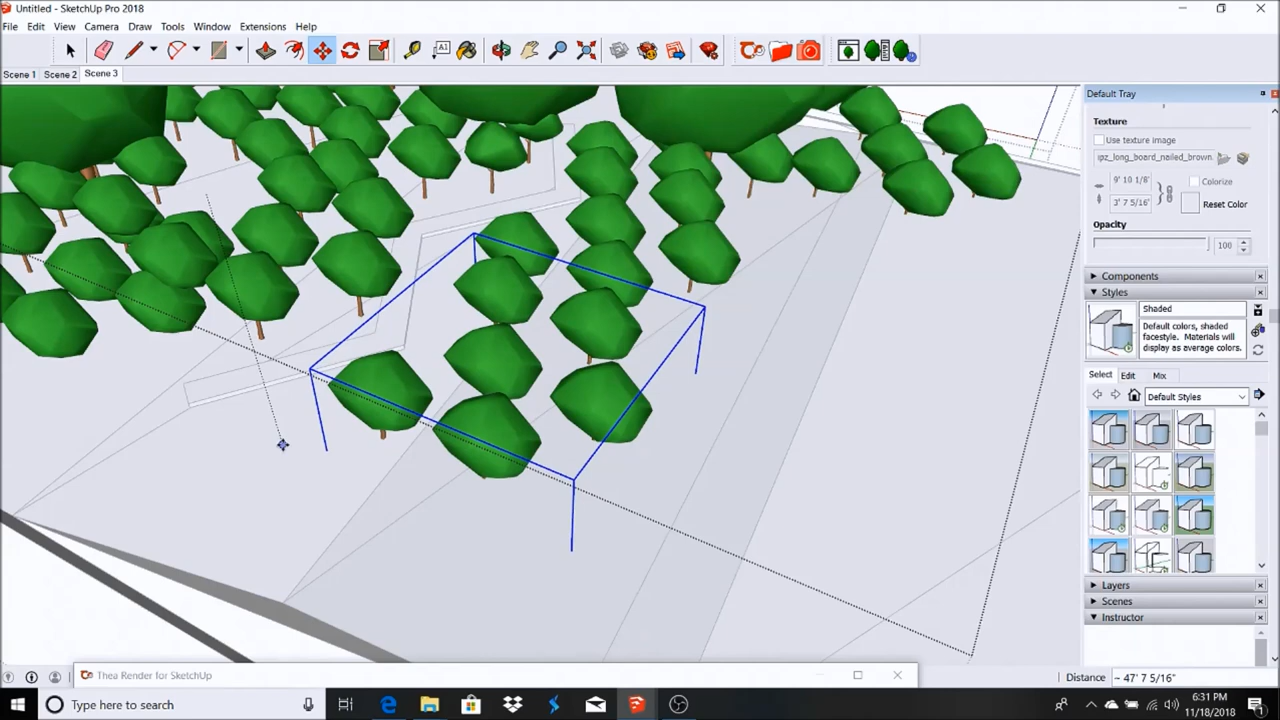 Untitled - SketchUp Pro 2018
File Edit View Camera Draw Tools Window Extensions Help
A1
Scene 1 Scene 2 Scene 3
Default Tray
Texture
Use texture image
ıpz_long_board_nailed_brown.
9' 10 1/8" Colorize
3' 7 5/16" Reset Color
Opacity
100
Components
Styles
Shaded
Default colors, shaded
facestyle. Materials will
display as average colors.
Select Edit Mix
Default Styles
Layers
Scenes
Instructor
Thea Render for SketchUp
Distance ~ 47' 7 5/16"
Type here to search
6:31 PM
11/18/2018